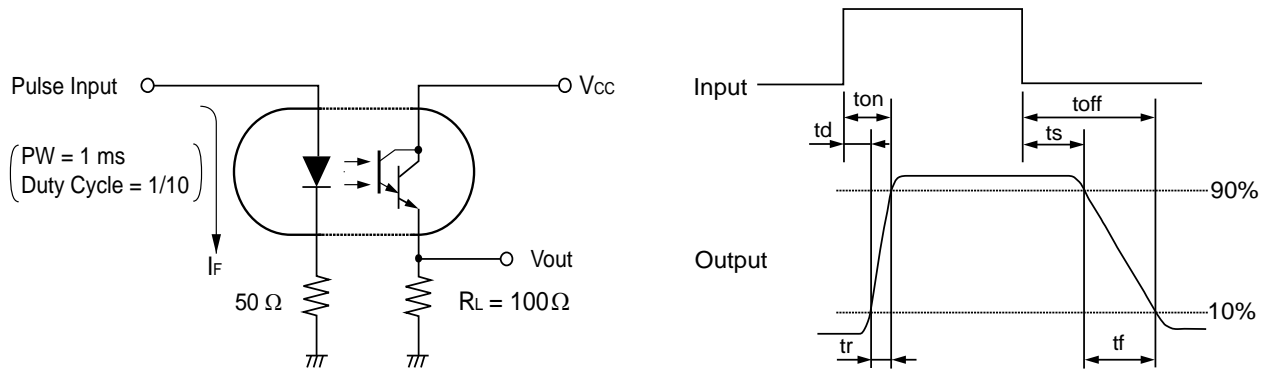 Pulse Input
VCC
PW = 1 ms
Duty Cycle = 1/10
IF
Vout
50 Ω
RL = 100 Ω
Input
ton
toff
td
ts
90%
Output
10%
tr
tf